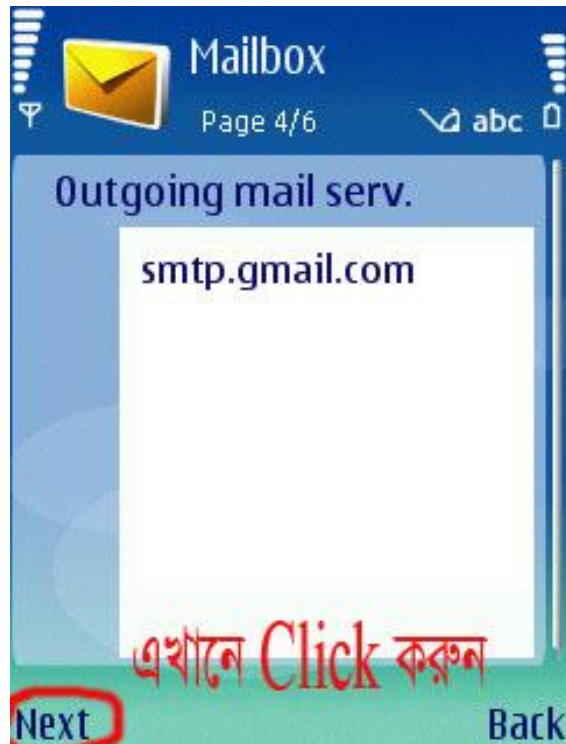 Mailbox
Page 4/6 abc
Outgoing mail serv.
smtp.gmail.com
এখানে Click করুন
Next Back